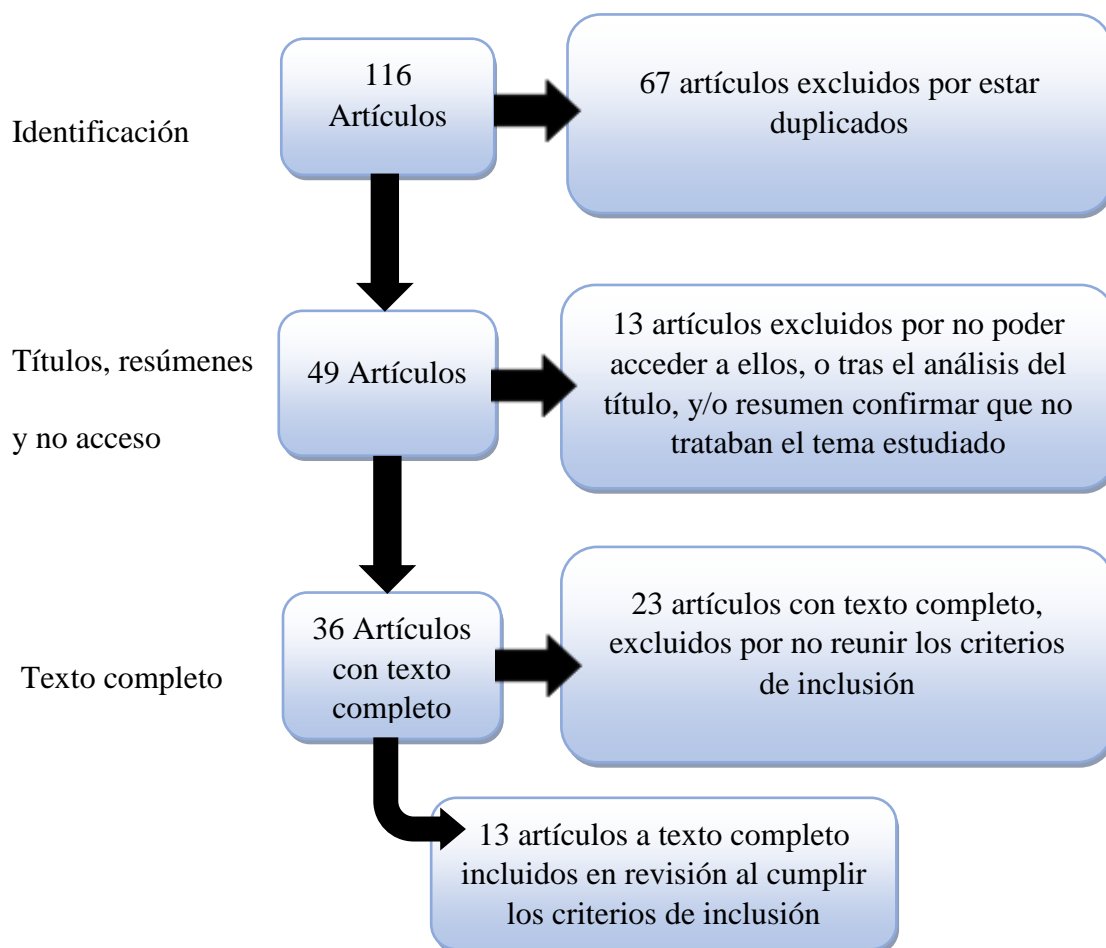 116
Artículos
67 artículos excluidos por estar
duplicados
Identificación
49 Artículos
13 artículos excluidos por no poder
acceder a ellos, o tras el análisis del
título, y/o resumen confirmar que no
trataban el tema estudiado
Títulos, resúmenes
y no acceso
36 Artículos
con texto
completo
23 artículos con texto completo,
excluidos por no reunir los criterios
de inclusión
Texto completo
13 artículos a texto completo
incluidos en revisión al cumplir
los criterios de inclusión